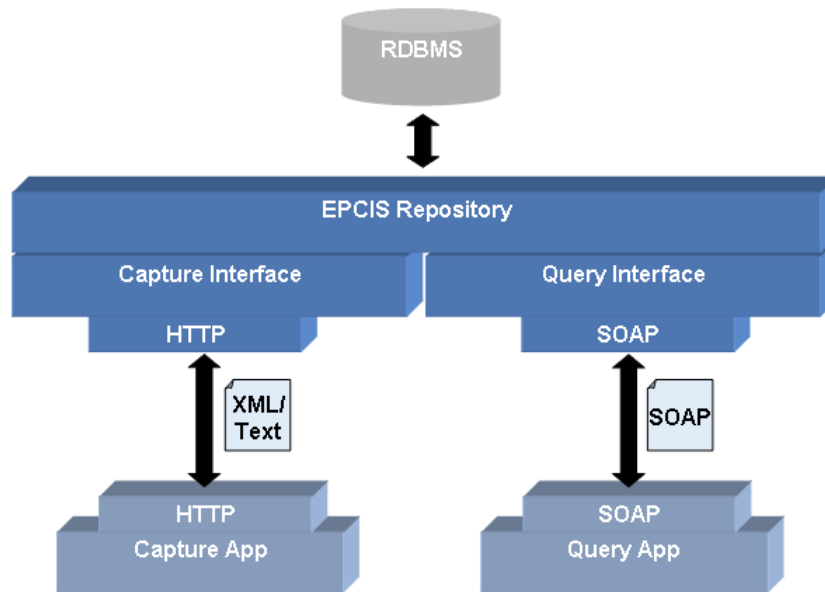 RDBMS
EPCIS Repository
Capture Interface
Query Interface
HTTP
SOAP
XML/
Text
SOAP
HTTP
SOAP
Capture App
Query App